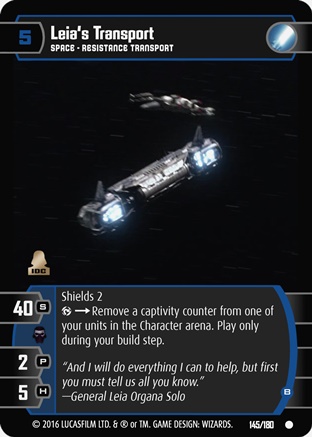 5
Leia's Transport
SPACE - RESISTANCE TRANSPORT
IDC
40 S
2 P
5 H
Shields 2
Remove a captivity counter from one of
your units in the Character arena. Play only
during your build step.
“And I will do everything I can to help, but first
you must tell us all you know.”
—General Leia Organa Solo
B
© 2016 LUCASFILM LTD. & ® or TM. GAME DESIGN: WIZARDS.
145/180